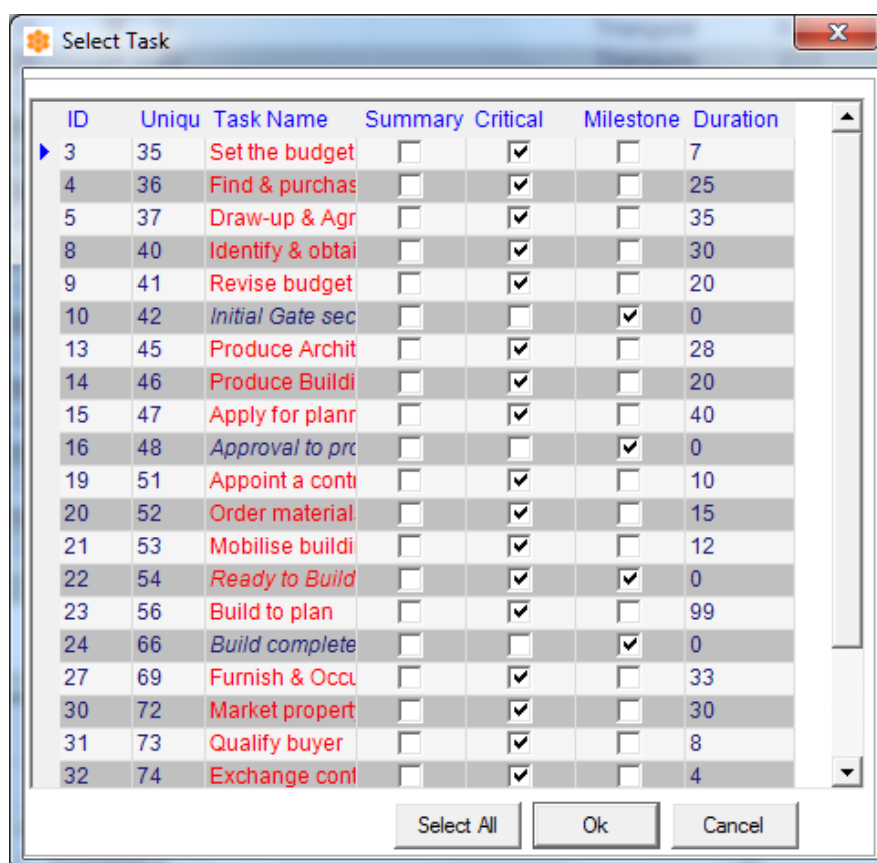 Select Task
ID Uniqu Task Name Summary Critical Milestone Duration
3 35 Set the budget 7
4 36 Find & purchas 25
5 37 Draw-up & Agr 35
8 40 Identify & obtai 30
9 41 Revise budget 20
10 42 Initial Gate sec 0
13 45 Produce Archit 28
14 46 Produce Buildi 20
15 47 Apply for planr 40
16 48 Approval to pro 0
19 51 Appoint a conti 10
20 52 Order material 15
21 53 Mobilise buildi 12
22 54 Ready to Build 0
23 56 Build to plan 99
24 66 Build complete 0
27 69 Furnish & Occu 33
30 72 Market propert 30
31 73 Qualify buyer 8
32 74 Exchange cont 4
Select All Ok Cancel